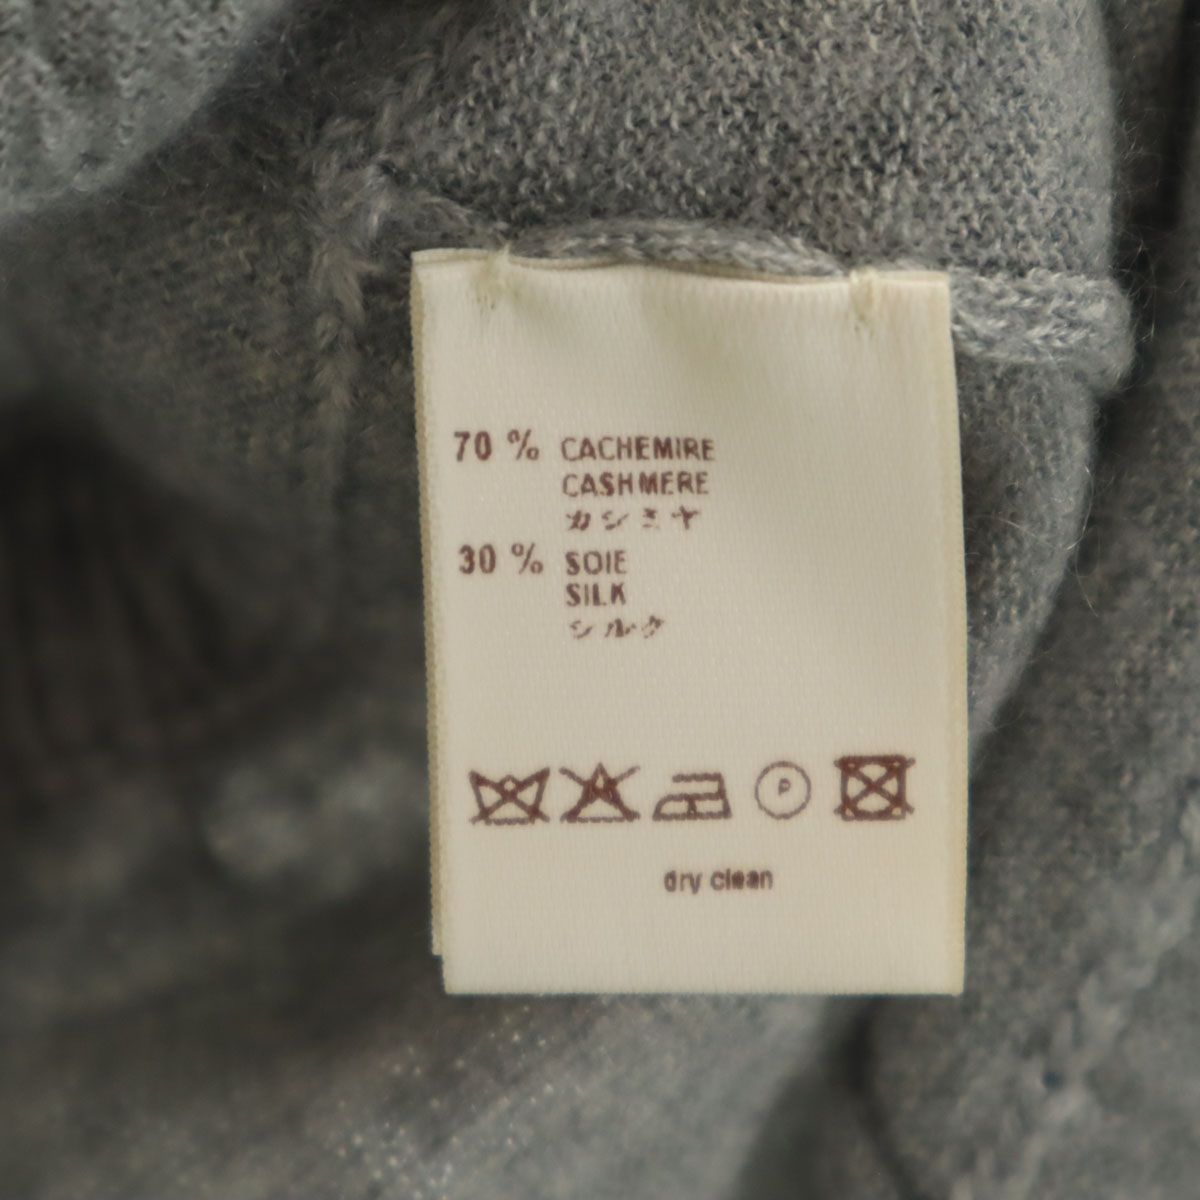 70 % CACHEMIRE
CASHMERE
カシミヤ
30 % SOIE
SILK
シルク
P
dry clean